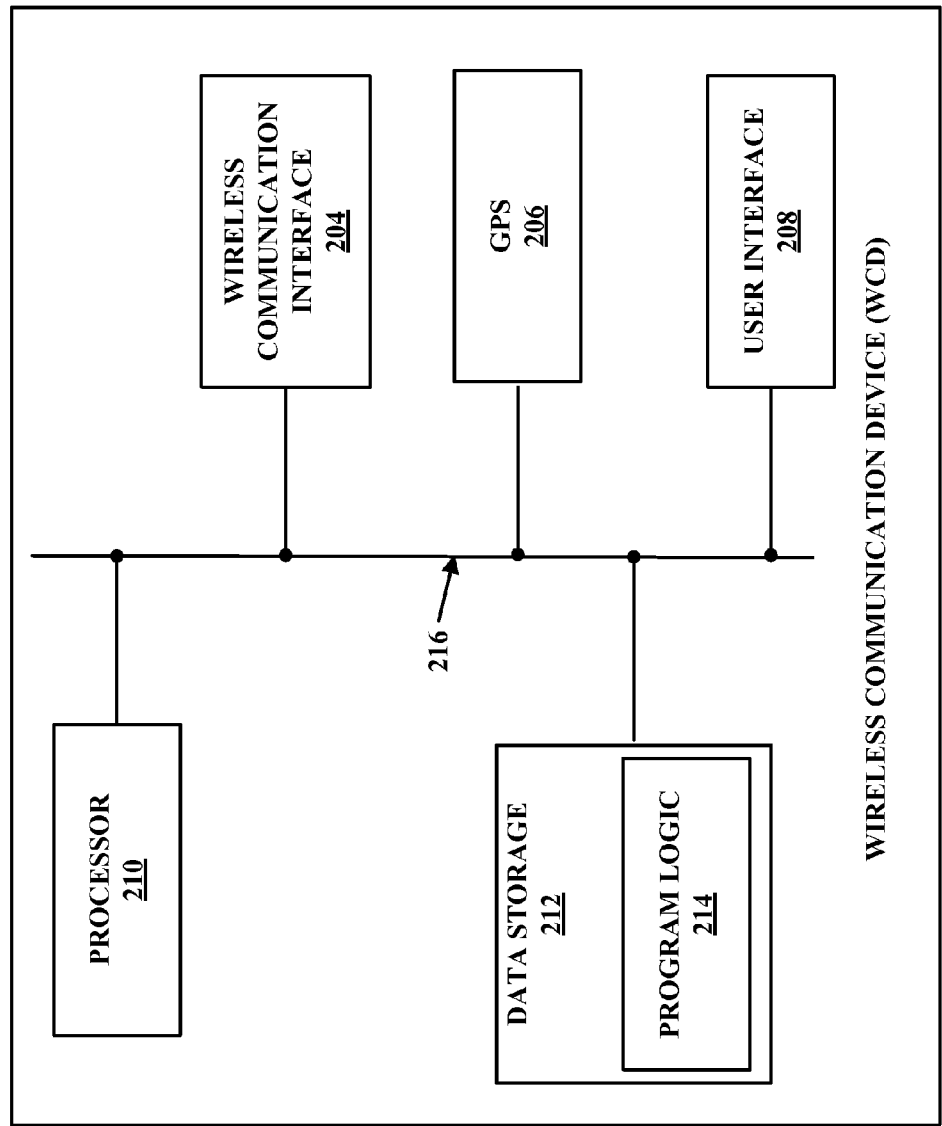 PROCESSOR
210
DATA STORAGE
212
PROGRAM LOGIC
214
216
WIRELESS
COMMUNICATION
INTERFACE
204
GPS
206
USER INTERFACE
208
WIRELESS COMMUNICATION DEVICE (WCD)